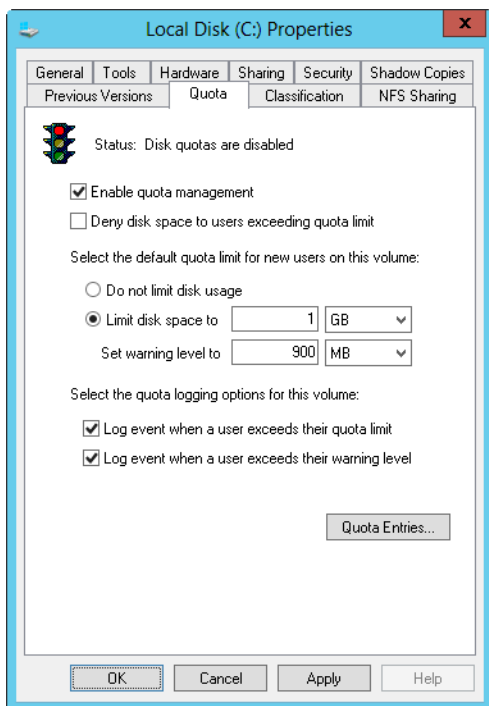 Local Disk (C:) Properties
x
General Tools Hardware Sharing Security Shadow Copies
Previous Versions Quota Classification NFS Sharing
Status: Disk quotas are disabled
Enable quota management
Deny disk space to users exceeding quota limit
Select the default quota limit for new users on this volume:
Do not limit disk usage
Limit disk space to 1 GB
Set warning level to 900 MB
Select the quota logging options for this volume:
Log event when a user exceeds their quota limit
Log event when a user exceeds their warning level
Quota Entries...
OK Cancel Apply Help